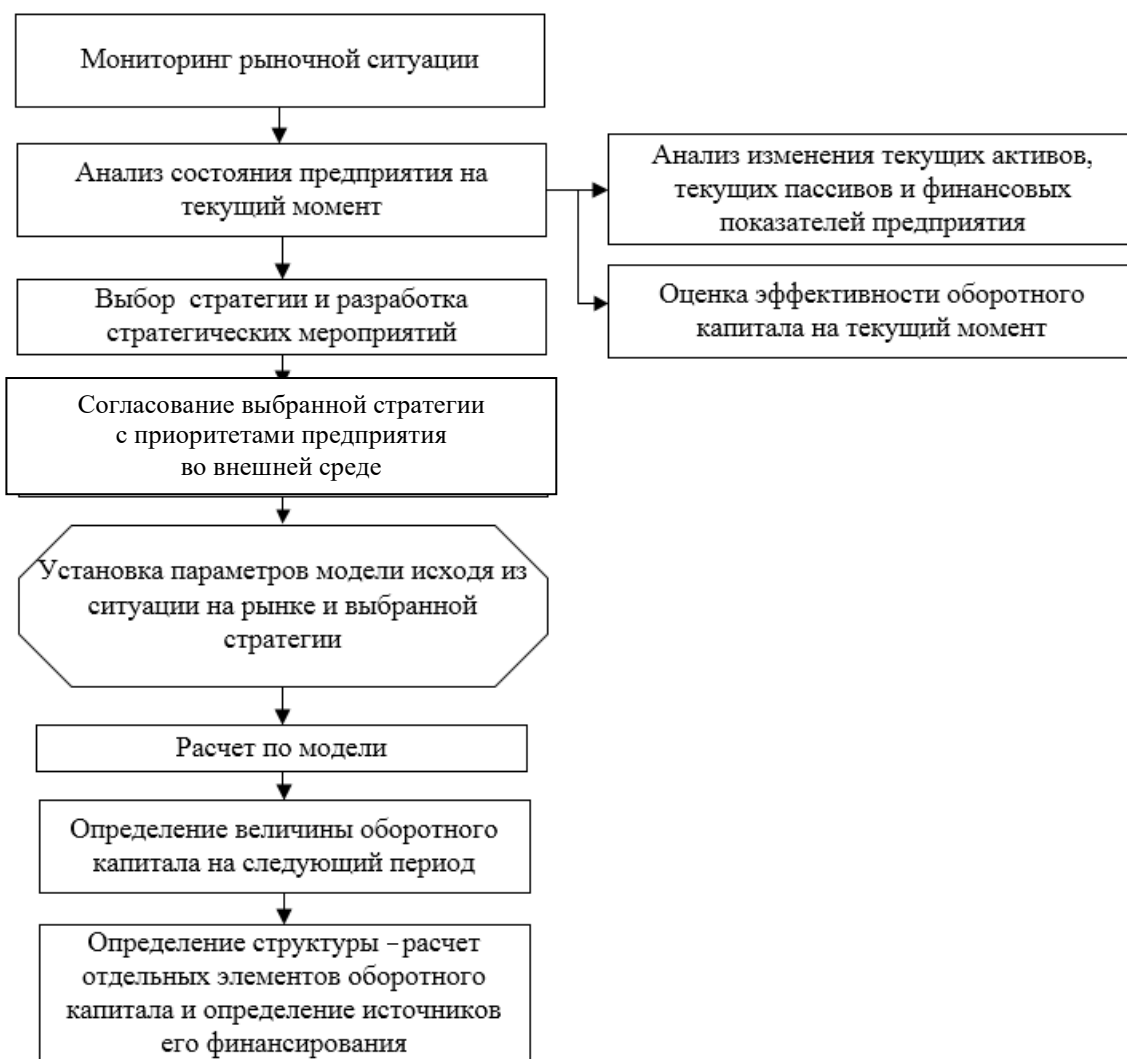 Мониторинг рыночной ситуации
Анализ состояния предприятия на
текущий момент
Анализ изменения текущих активов,
текущих пассивов и финансовых
показателей предприятия
Оценка эффективности оборотного
капитала на текущий момент
Выбор стратегии и разработка
стратегических мероприятий
Согласование выбранной стратегии
с приоритетами предприятия
во внешней среде
Установка параметров модели исходя из
ситуации на рынке и выбранной
стратегии
Расчет по модели
Определение величины оборотного
капитала на следующий период
Определение структуры – расчет
отдельных элементов оборотного
капитала и определение источников
его финансирования